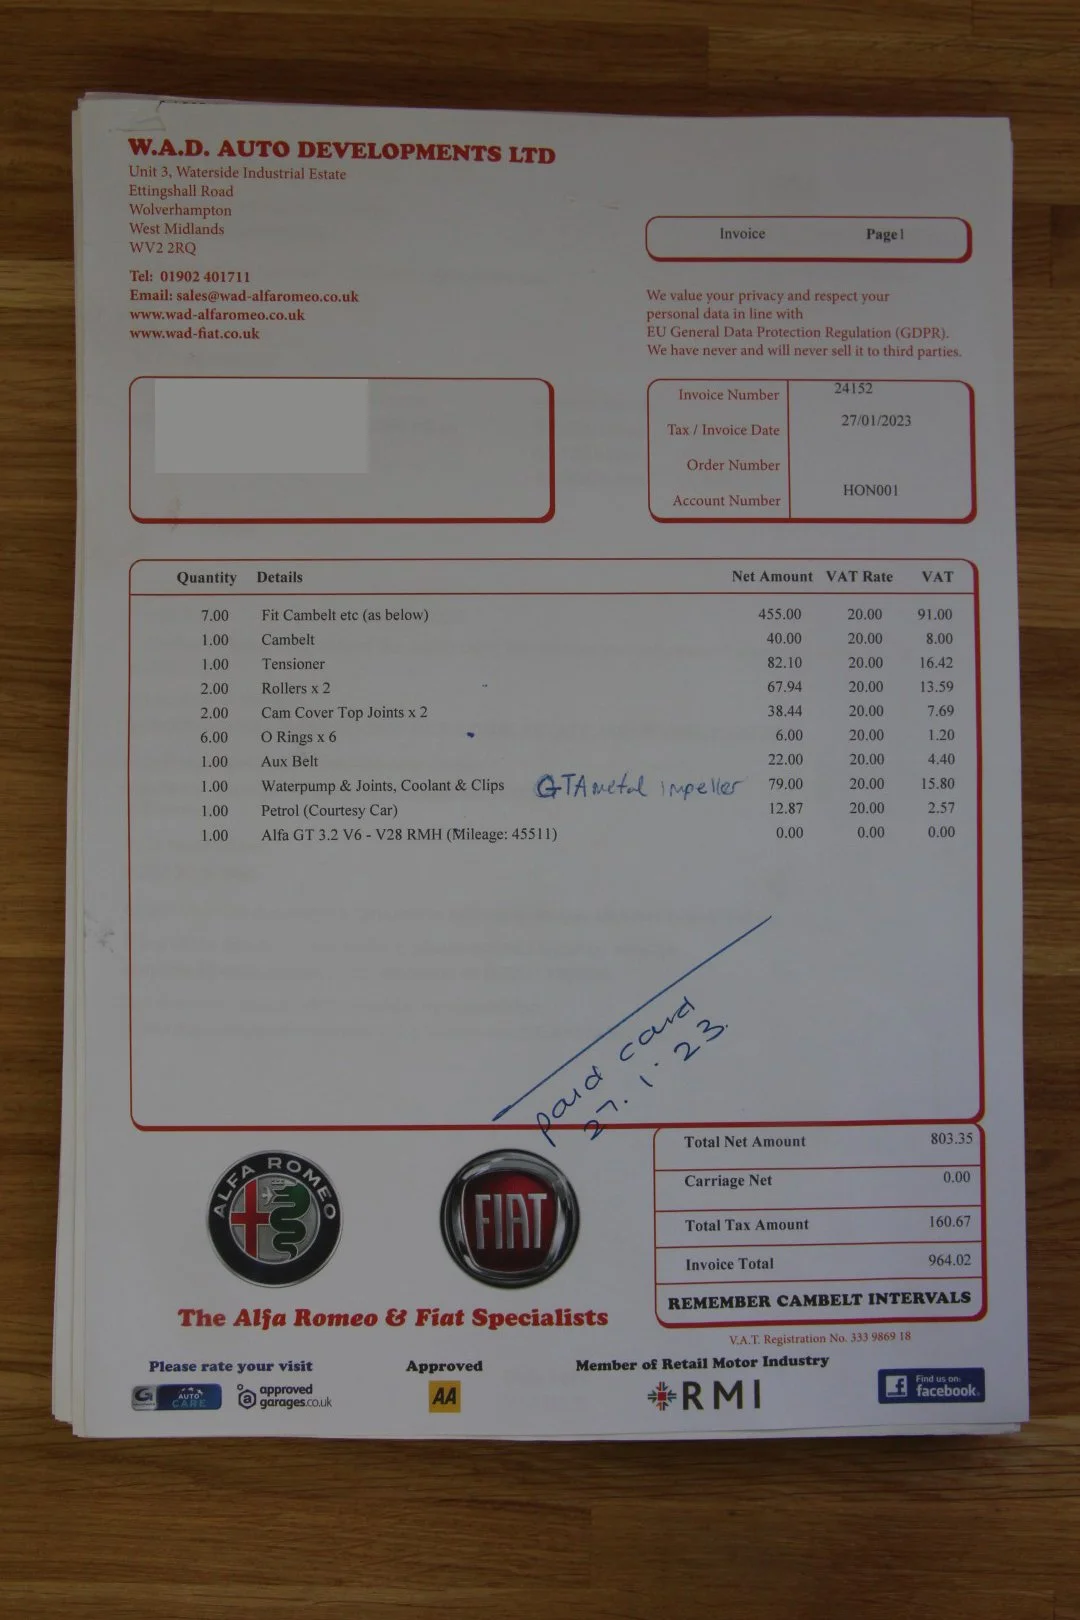 W.A.D. AUTO DEVELOPMENTS LTD
Unit 3, Waterside Industrial Estate
Ettingshall Road
Wolverhampton
West Midlands
WV2 2RQ
Tel: 01902 401711
Email: sales@wad-alfaromeo.co.uk
www.wad-alfaromeo.co.uk
www.wad-fiat.co.uk
Invoice Page1
We value your privacy and respect your
personal data in line with
EU General Data Protection Regulation (GDPR).
We have never and will never sell it to third parties.
Invoice Number 24152
Tax / Invoice Date 27/01/2023
Order Number
Account Number HON001
Quantity Details Net Amount VAT Rate VAT
7.00 Fit Cambelt etc (as below) 455.00 20.00 91.00
1.00 Cambelt 40.00 20.00 8.00
1.00 Tensioner 82.10 20.00 16.42
2.00 Rollers x 2 67.94 20.00 13.59
2.00 Cam Cover Top Joints x 2 38.44 20.00 7.69
6.00 O Rings x 6 6.00 20.00 1.20
1.00 Aux Belt 22.00 20.00 4.40
1.00 Waterpump & Joints, Coolant & Clips GTA metal impeller 79.00 20.00 15.80
1.00 Petrol (Courtesy Car) 12.87 20.00 2.57
1.00 Alfa GT 3.2 V6 - V28 RMH (Mileage: 45511) 0.00 0.00 0.00
paid card
27.1.23.
Total Net Amount 803.35
Carriage Net 0.00
Total Tax Amount 160.67
Invoice Total 964.02
REMEMBER CAMBELT INTERVALS
ALFA ROMEO
FIAT
The Alfa Romeo & Fiat Specialists
V.A.T. Registration No. 333 9869 18
Please rate your visit
Approved
Member of Retail Motor Industry
AUTO
CARE
approved
garages.co.uk
AA
RMI
Find us on:
facebook.